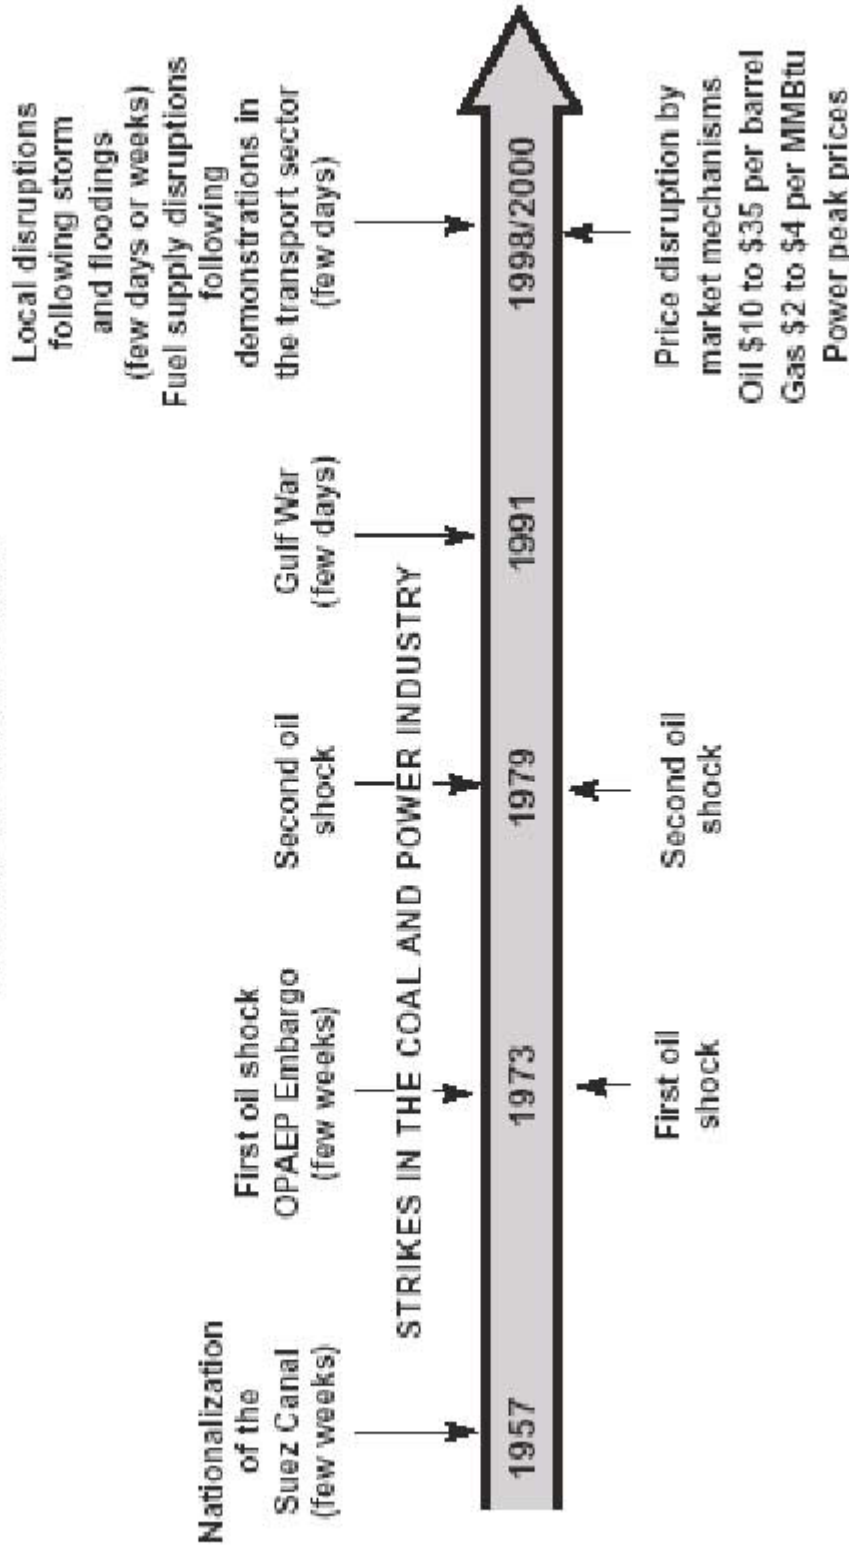 Nationalization
of the
Suez Canal
(few weeks)
First oil shock
OPAEP Embargo
(few weeks)
Second oil
shock
Gulf War
(few days)
Local disruptions
following storm
and floodings
(few days or weeks)
Fuel supply disruptions
following
demonstrations in
the transport sector
(few days)
STRIKES IN THE COAL AND POWER INDUSTRY
1957
1973
1979
1991
1998/2000
First oil
shock
Second oil
shock
Price disruption by
market mechanisms
Oil $10 to $35 per barrel
Gas $2 to $4 per MMBtu
Power peak prices